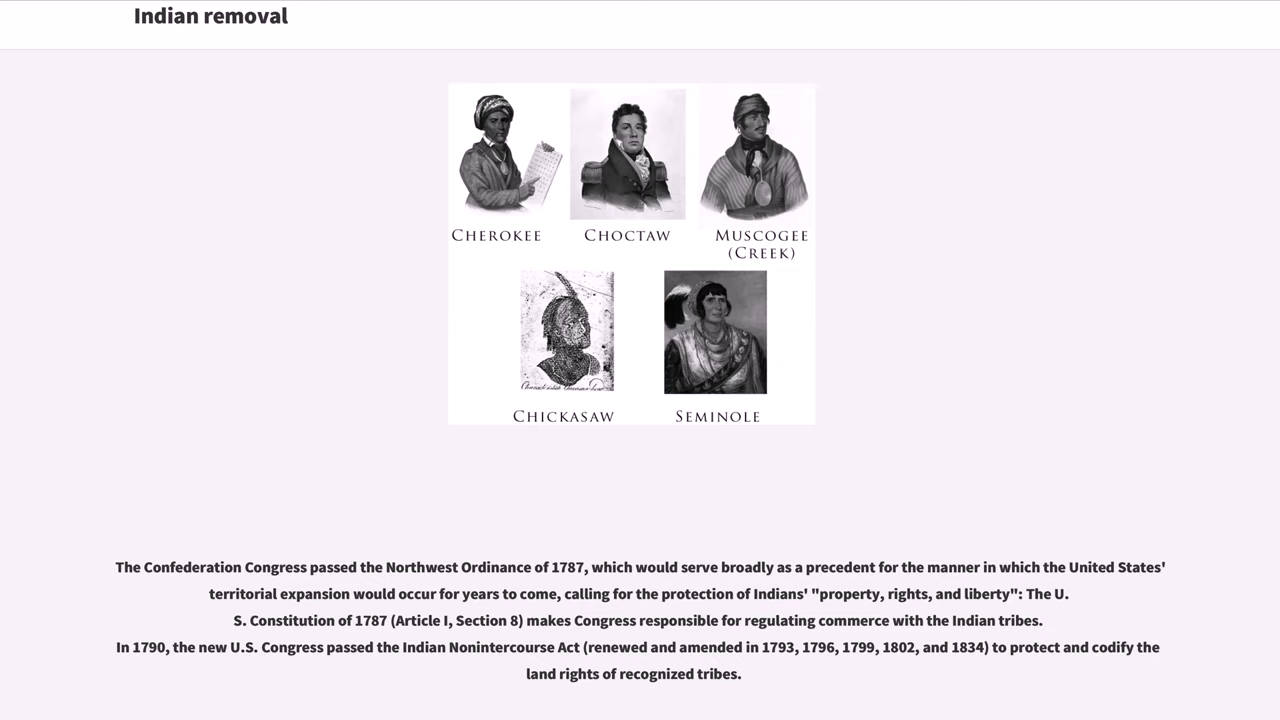 Indian removal
CHEROKEE
CHOCTAW
MUSCOGEE
(CREEK)
CHICKASAW
SEMINOLE
The Confederation Congress passed the Northwest Ordinance of 1787, which would serve broadly as a precedent for the manner in which the United States'
territorial expansion would occur for years to come, calling for the protection of Indians' "property, rights, and liberty": The U.
S. Constitution of 1787 (Article I, Section 8) makes Congress responsible for regulating commerce with the Indian tribes.
In 1790, the new U.S. Congress passed the Indian Nonintercourse Act (renewed and amended in 1793, 1796, 1799, 1802, and 1834) to protect and codify the
land rights of recognized tribes.